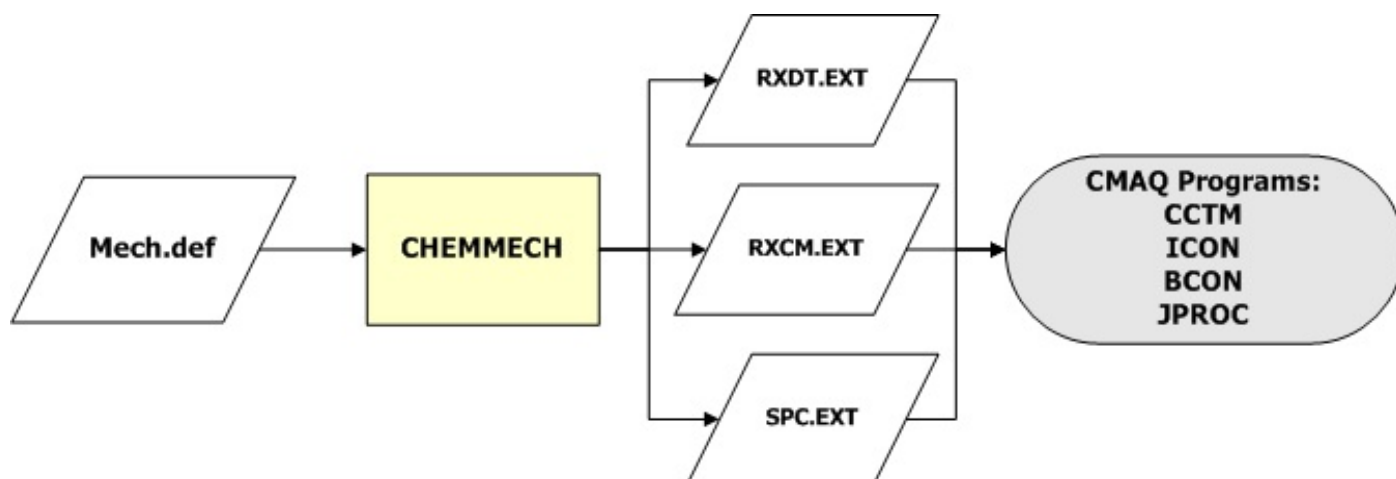 Mech.def
CHEMMECH
RXDT.EXT
RXCM.EXT
SPC.EXT
CMAQ Programs:
CCTM
ICON
BCON
JPROC